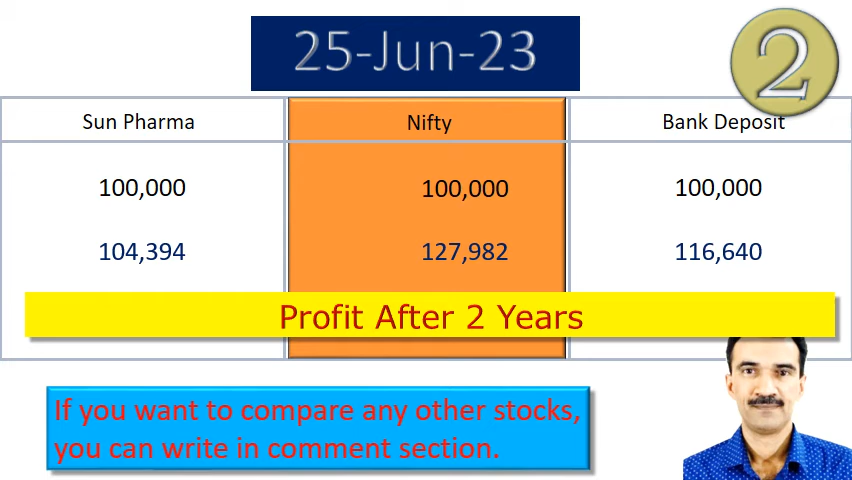 25-Jun-23
2
Sun Pharma Nifty Bank Deposit
100,000 100,000 100,000
104,394 127,982 116,640
Profit After 2 Years
If you want to compare any other stocks,
you can write in comment section.